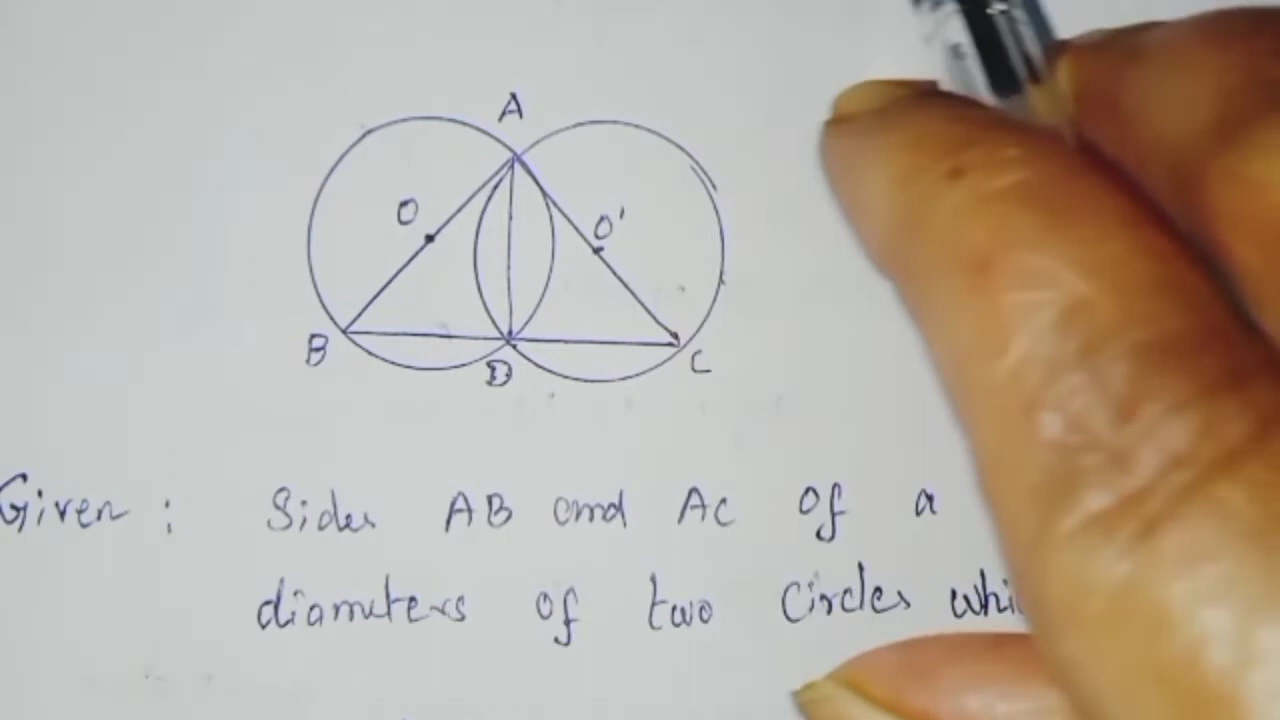 A
O
O'
B
D
C
Given : Sides AB and AC of a
diameters of two circles